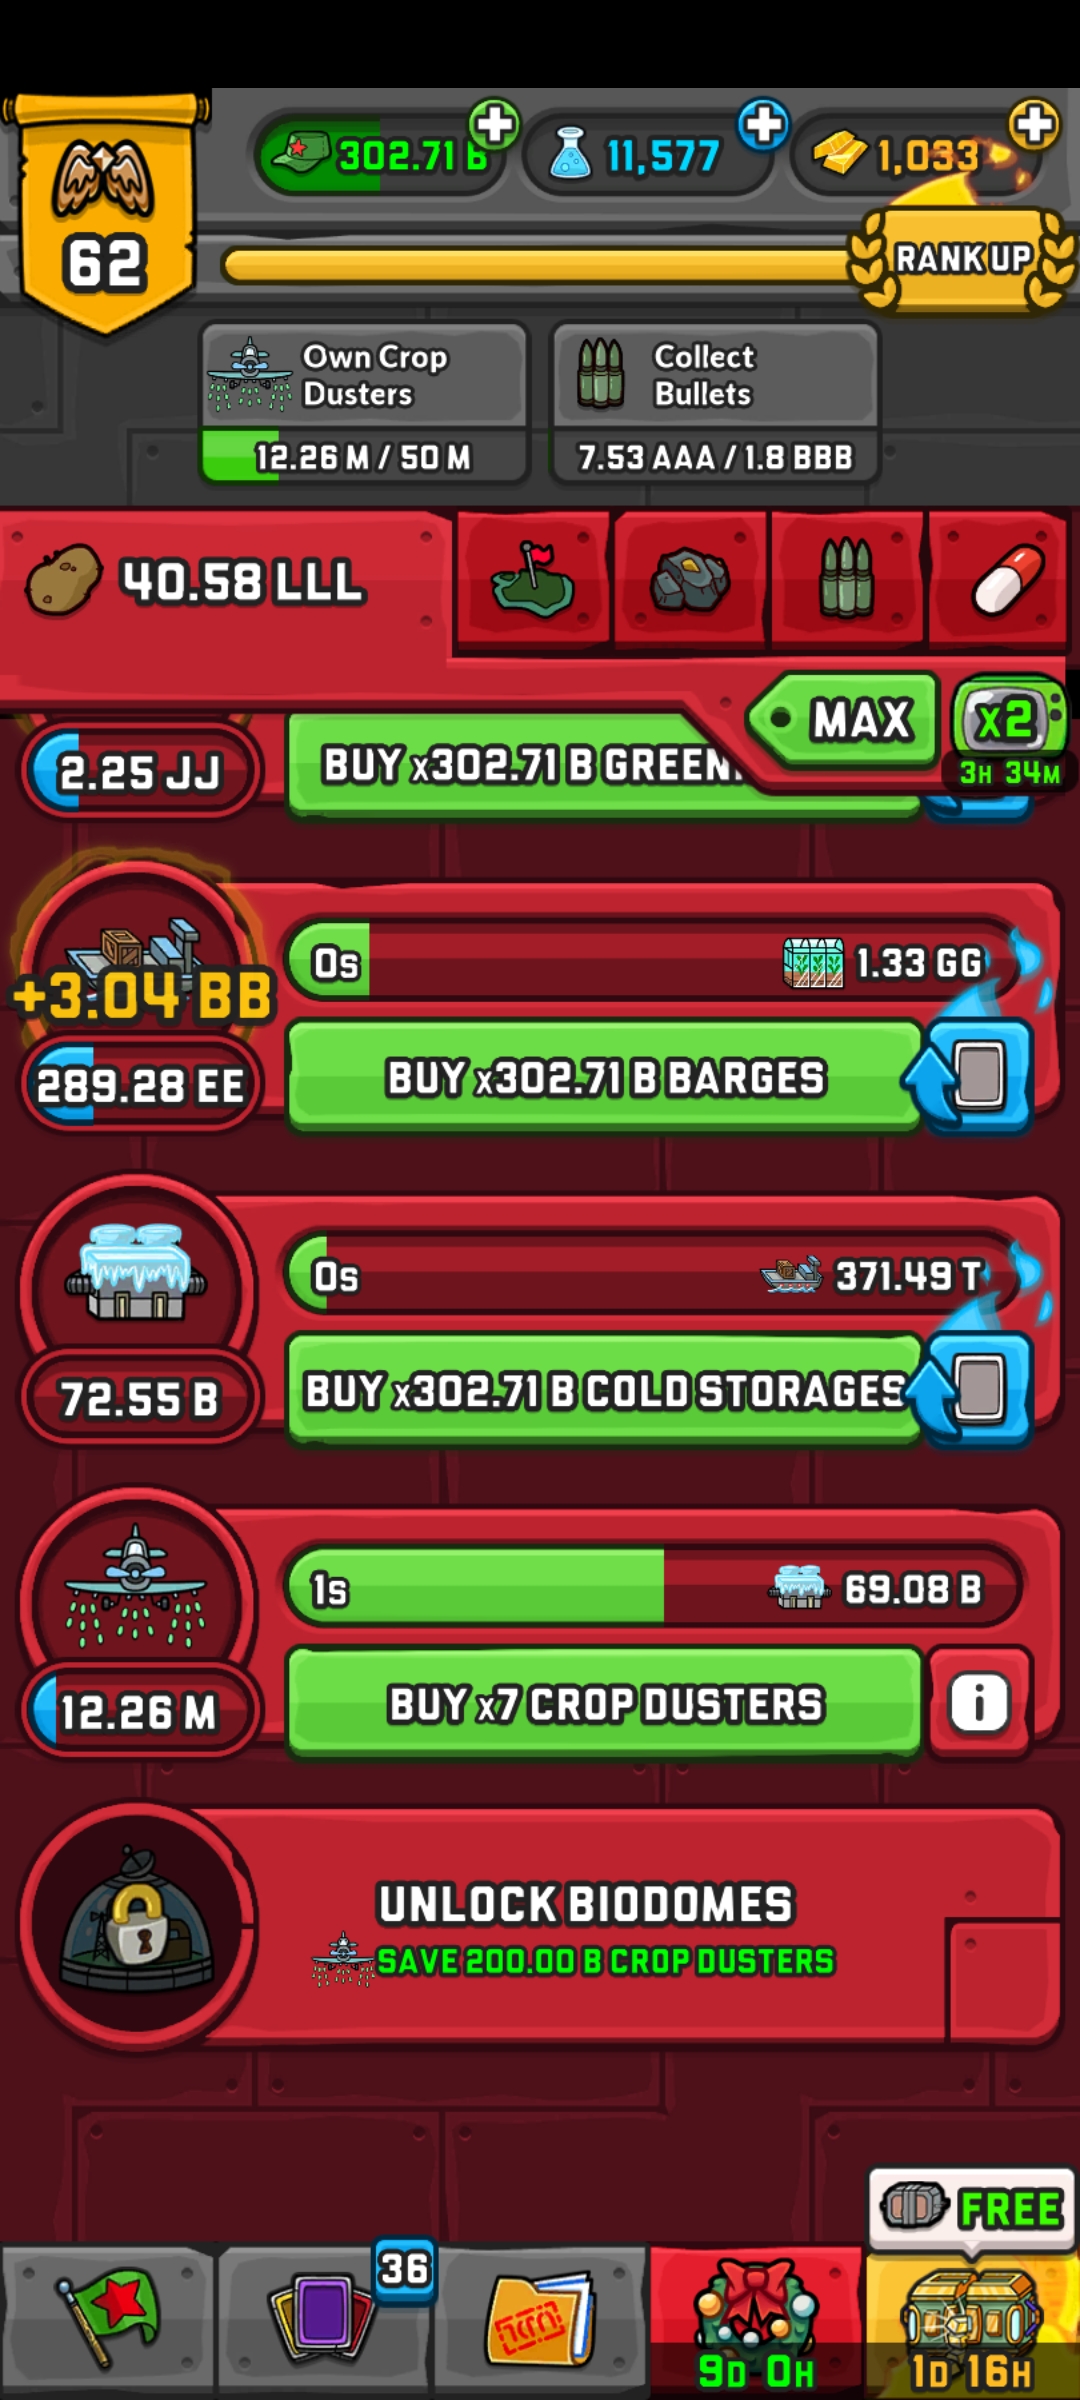 302.71 B
11,577
1,033
62
RANK UP
Own Crop
Dusters
12.26 M / 50 M
Collect
Bullets
7.53 AAA / 1.8 BBB
40.58 LLL
MAX
x2
3H 34M
2.25 JJ
BUY x302.71 B GREEN
+3.04 BB
0s
1.33 GG
289.28 EE
BUY x302.71 B BARGES
0s
371.49 T
72.55 B
BUY x302.71 B COLD STORAGES
1s
69.08 B
12.26 M
BUY x7 CROP DUSTERS
i
UNLOCK BIODOMES
SAVE 200.00 B CROP DUSTERS
FREE
36
9D 0H
1D 16H